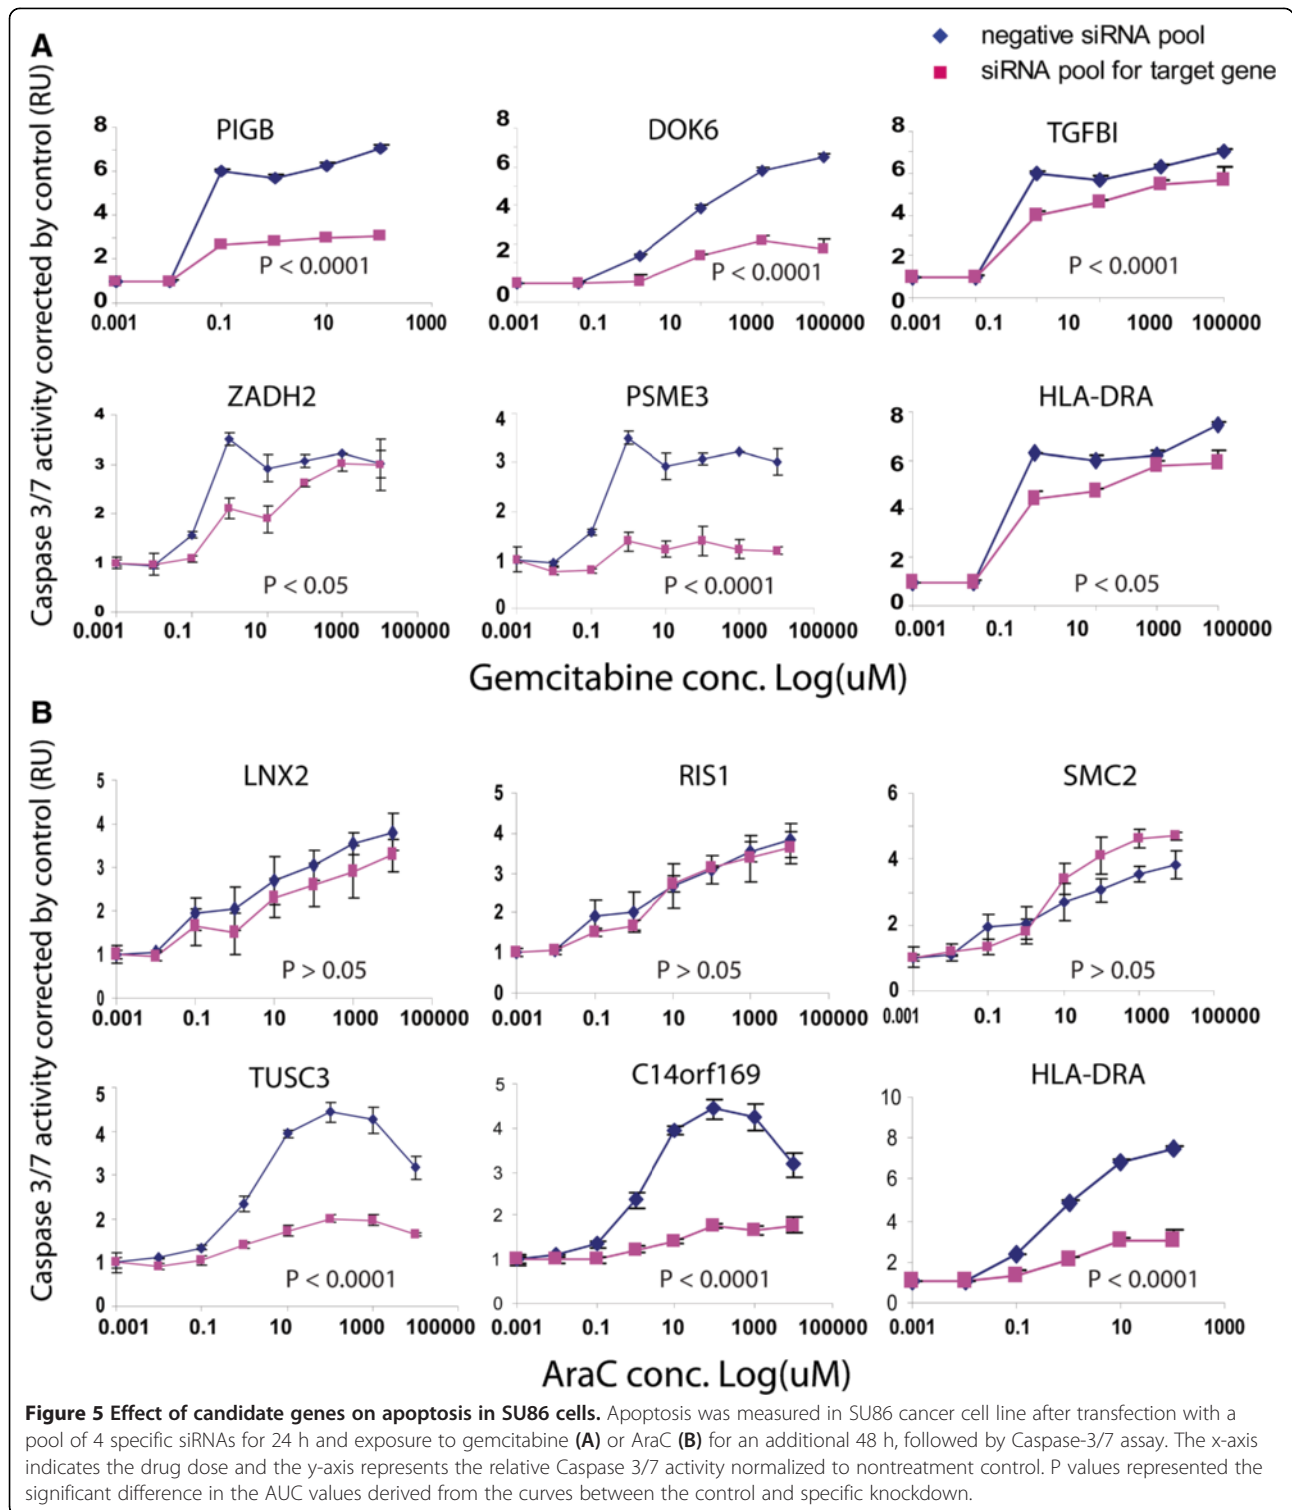 A
negative siRNA pool
siRNA pool for target gene
Caspase 3/7 activity corrected by control (RU)
PIGB
8
6
4
2
0
P < 0.0001
0.001 0.1 10 1000
DOK6
8
6
4
2
0
P < 0.0001
0.001 0.1 10 1000 100000
TGFBI
8
6
4
2
0
P < 0.0001
0.001 0.1 10 1000 100000
ZADH2
4
3
2
1
0
P < 0.05
0.001 0.1 10 1000 100000
PSME3
4
3
2
1
0
P < 0.0001
0.001 0.1 10 1000 100000
HLA-DRA
8
6
4
2
0
P < 0.05
0.001 0.1 10 1000 100000
Gemcitabine conc. Log(uM)
B
Caspase 3/7 activity corrected by control (RU)
LNX2
5
4
3
2
1
0
P > 0.05
0.001 0.1 10 1000 100000
RIS1
5
4
3
2
1
0
P > 0.05
0.001 0.1 10 1000 100000
SMC2
6
4
2
0
P > 0.05
0.001 0.1 10 1000 100000
TUSC3
5
4
3
2
1
0
P < 0.0001
0.001 0.1 10 1000 100000
C14orf169
5
4
3
2
1
0
P < 0.0001
0.001 0.1 10 1000 100000
HLA-DRA
10
8
6
4
2
0
P < 0.0001
0.001 0.1 10 1000
AraC conc. Log(uM)
Figure 5 Effect of candidate genes on apoptosis in SU86 cells. Apoptosis was measured in SU86 cancer cell line after transfection with a
pool of 4 specific siRNAs for 24 h and exposure to gemcitabine (A) or AraC (B) for an additional 48 h, followed by Caspase-3/7 assay. The x-axis
indicates the drug dose and the y-axis represents the relative Caspase 3/7 activity normalized to nontreatment control. P values represented the
significant difference in the AUC values derived from the curves between the control and specific knockdown.